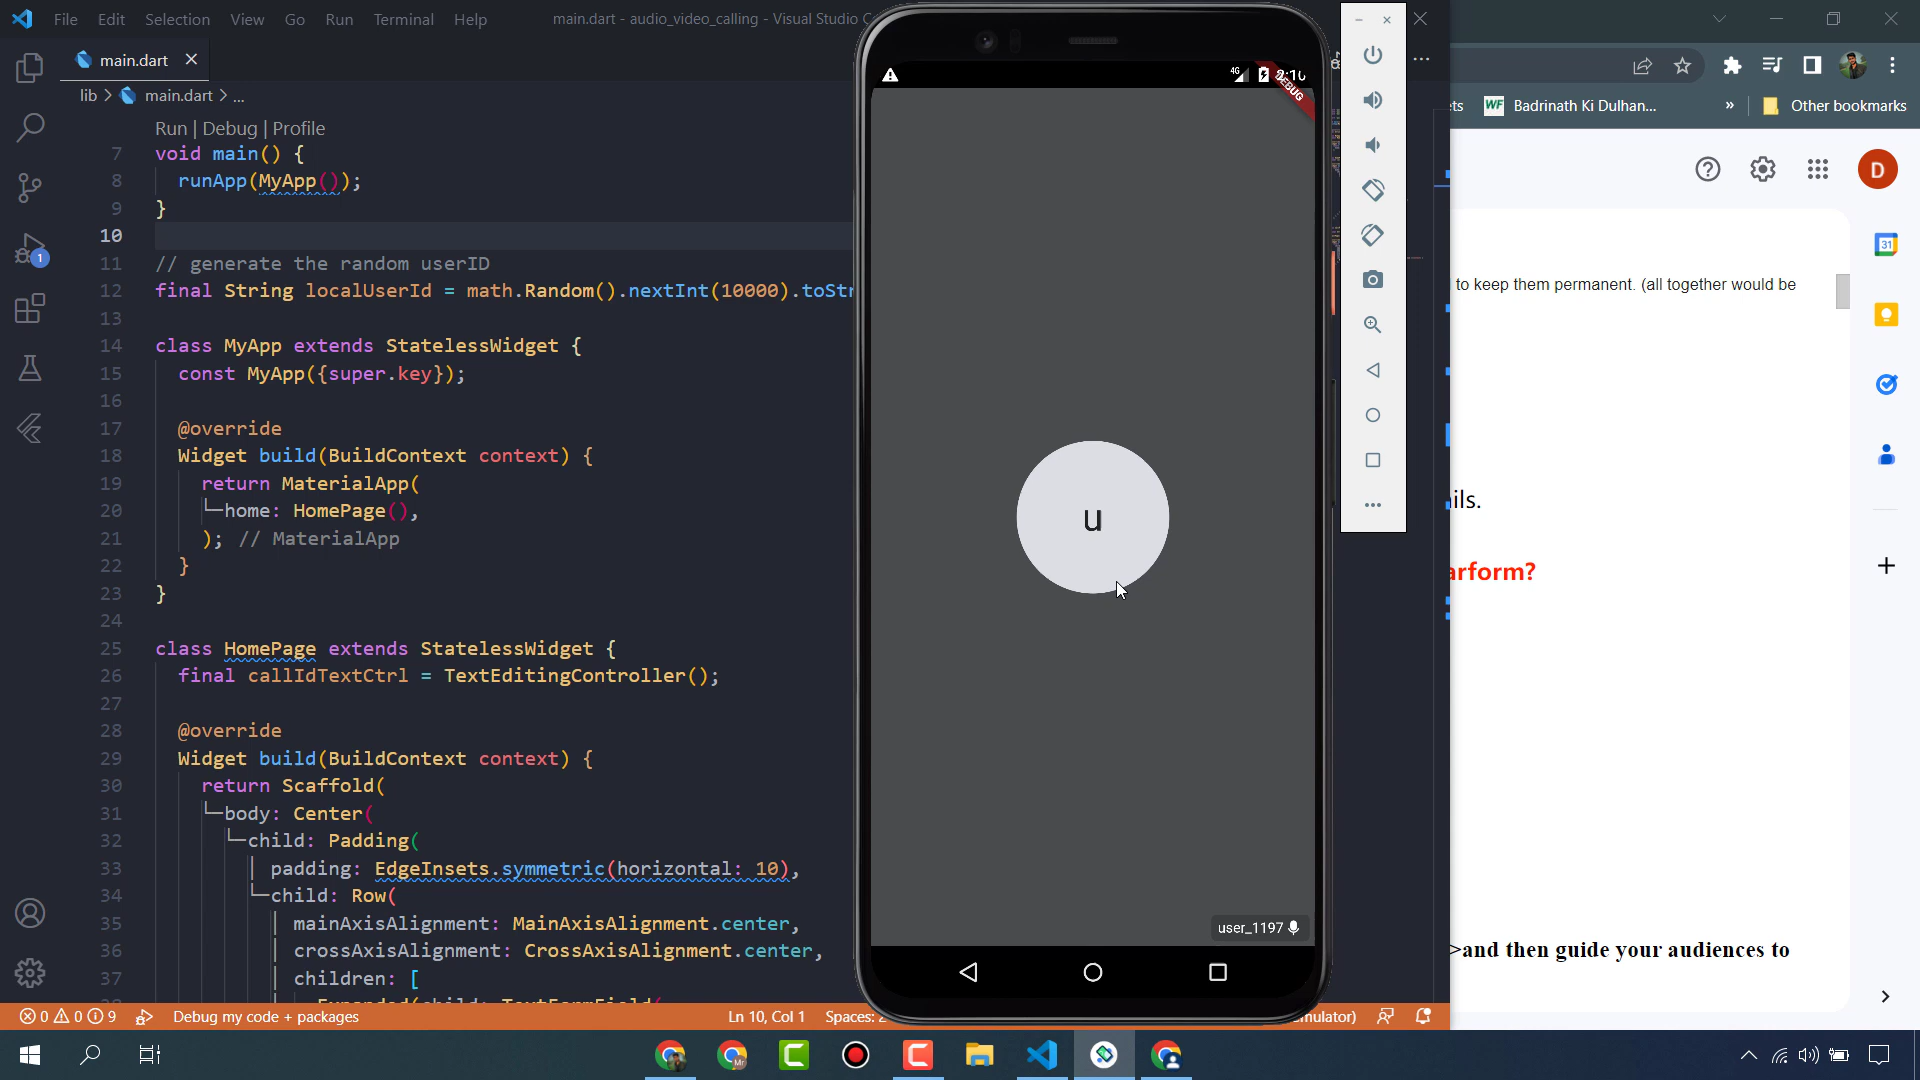 File Edit Selection View Go Run Terminal Help
main.dart - audio_video_calling - Visual Studio
main.dart
lib > main.dart > ...
Run | Debug | Profile
7 void main() {
8 runApp(MyApp());
9 }
10
11 // generate the random userID
12 final String localUserId = math.Random().nextInt(10000).toStr
13
14 class MyApp extends StatelessWidget {
15 const MyApp({super.key});
16
17 @override
18 Widget build(BuildContext context) {
19 return MaterialApp(
20 home: HomePage(),
21 ); // MaterialApp
22 }
23 }
24
25 class HomePage extends StatelessWidget {
26 final callIdTextCtrl = TextEditingController();
27
28 @override
29 Widget build(BuildContext context) {
30 return Scaffold(
31 body: Center(
32 child: Padding(
33 padding: EdgeInsets.symmetric(horizontal: 10),
34 child: Row(
35 mainAxisAlignment: MainAxisAlignment.center,
36 crossAxisAlignment: CrossAxisAlignment.center,
37 children: [
0 0 9 Debug my code + packages
Ln 10, Col 1 Spaces:
1
4G
DEBUG
u
user_1197
WF Badrinath Ki Dulhan... » Other bookmarks
D
31
to keep them permanent. (all together would be
ils.
arform?
>and then guide your audiences to